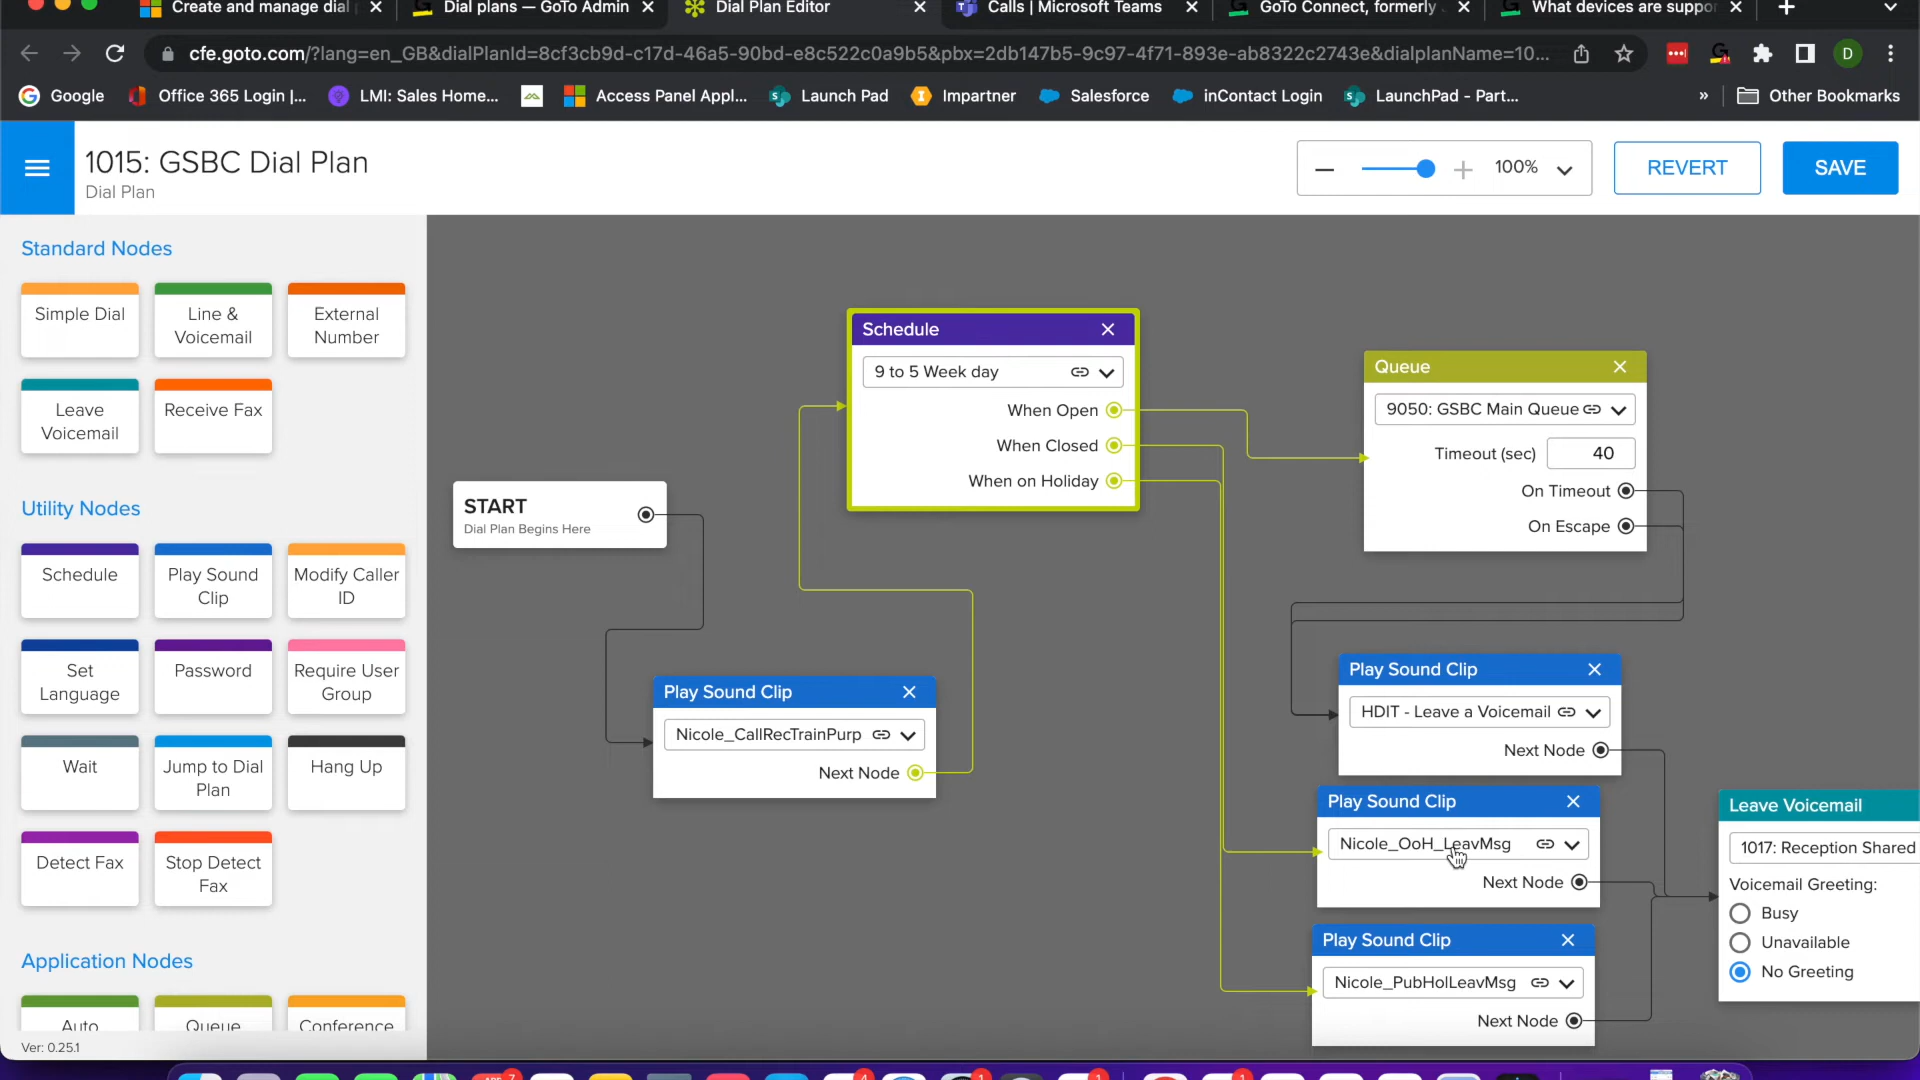 Create and manage dial
Dial plans — GoTo Admin
Dial Plan Editor
Calls | Microsoft Teams
GoTo Connect, formerly
What devices are suppor
cfe.goto.com/?lang=en_GB&dialPlanId=8cf3cb9d-c17d-46a5-90bd-e8c522c0a9b5&pbx=2db147b5-9c97-4f71-893e-ab8322c2743e&dialplanName=10...
D
Google
Office 365 Login |...
LMI: Sales Home...
Access Panel Appl...
Launch Pad
Impartner
Salesforce
inContact Login
LaunchPad - Part...
»
Other Bookmarks
1015: GSBC Dial Plan
Dial Plan
100%
REVERT
SAVE
Standard Nodes
Simple Dial
Line &
Voicemail
External
Number
Leave
Voicemail
Receive Fax
Utility Nodes
Schedule
Play Sound
Clip
Modify Caller
ID
Set
Language
Password
Require User
Group
Wait
Jump to Dial
Plan
Hang Up
Detect Fax
Stop Detect
Fax
Application Nodes
Auto
Queue
Conference
Ver: 0.25.1
START
Dial Plan Begins Here
Schedule
9 to 5 Week day
When Open
When Closed
When on Holiday
Play Sound Clip
Nicole_CallRecTrainPurp
Next Node
Queue
9050: GSBC Main Queue
Timeout (sec) 40
On Timeout
On Escape
Play Sound Clip
HDIT - Leave a Voicemail
Next Node
Play Sound Clip
Nicole_OoH_LeavMsg
Next Node
Play Sound Clip
Nicole_PubHolLeavMsg
Next Node
Leave Voicemail
1017: Reception Shared
Voicemail Greeting:
Busy
Unavailable
No Greeting
7
4
1
1
1